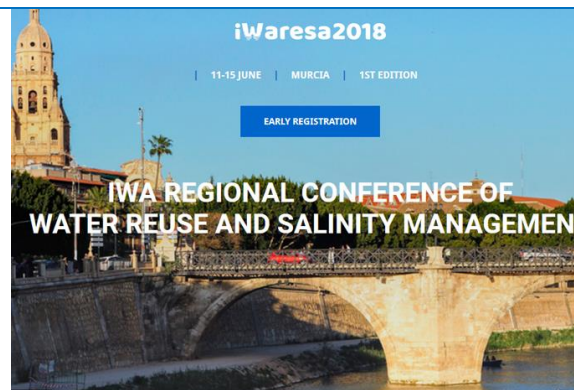 iWaresa2018
| 11-15 JUNE | MURCIA | 1ST EDITION
EARLY REGISTRATION
IWA REGIONAL CONFERENCE OF
WATER REUSE AND SALINITY MANAGEMEN